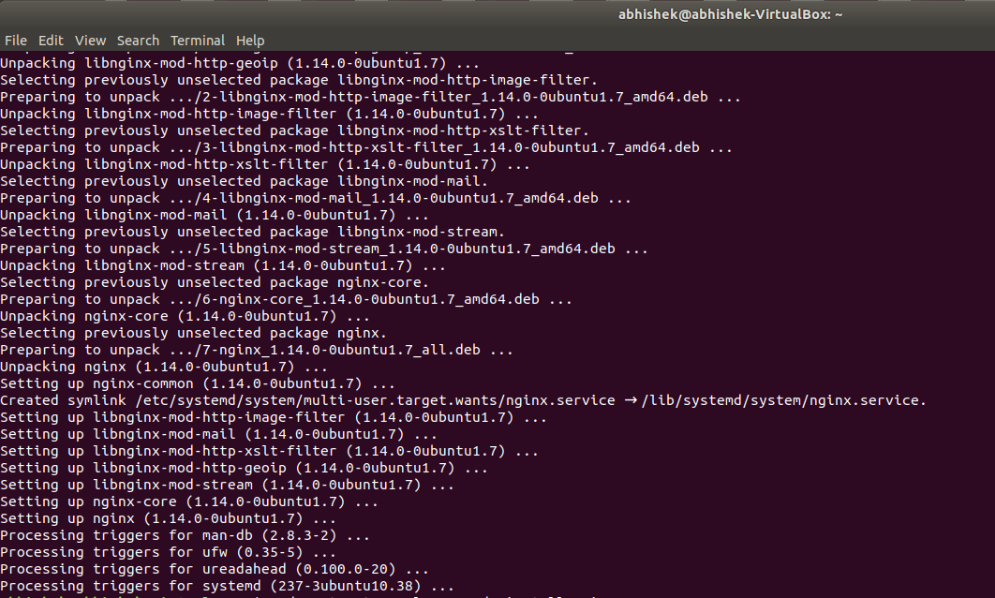 abhishek@abhishek-VirtualBox: ~
File Edit View Search Terminal Help
Unpacking libnginx-mod-http-geoip (1.14.0-0ubuntu1.7) ...
Selecting previously unselected package libnginx-mod-http-image-filter.
Preparing to unpack .../2-libnginx-mod-http-image-filter_1.14.0-0ubuntu1.7_amd64.deb ...
Unpacking libnginx-mod-http-image-filter (1.14.0-0ubuntu1.7) ...
Selecting previously unselected package libnginx-mod-http-xslt-filter.
Preparing to unpack .../3-libnginx-mod-http-xslt-filter_1.14.0-0ubuntu1.7_amd64.deb ...
Unpacking libnginx-mod-http-xslt-filter (1.14.0-0ubuntu1.7) ...
Selecting previously unselected package libnginx-mod-mail.
Preparing to unpack .../4-libnginx-mod-mail_1.14.0-0ubuntu1.7_amd64.deb ...
Unpacking libnginx-mod-mail (1.14.0-0ubuntu1.7) ...
Selecting previously unselected package libnginx-mod-stream.
Preparing to unpack .../5-libnginx-mod-stream_1.14.0-0ubuntu1.7_amd64.deb ...
Unpacking libnginx-mod-stream (1.14.0-0ubuntu1.7) ...
Selecting previously unselected package nginx-core.
Preparing to unpack .../6-nginx-core_1.14.0-0ubuntu1.7_amd64.deb ...
Unpacking nginx-core (1.14.0-0ubuntu1.7) ...
Selecting previously unselected package nginx.
Preparing to unpack .../7-nginx_1.14.0-0ubuntu1.7_all.deb ...
Unpacking nginx (1.14.0-0ubuntu1.7) ...
Setting up nginx-common (1.14.0-0ubuntu1.7) ...
Created symlink /etc/systemd/system/multi-user.target.wants/nginx.service → /lib/systemd/system/nginx.service.
Setting up libnginx-mod-http-image-filter (1.14.0-0ubuntu1.7) ...
Setting up libnginx-mod-mail (1.14.0-0ubuntu1.7) ...
Setting up libnginx-mod-http-xslt-filter (1.14.0-0ubuntu1.7) ...
Setting up libnginx-mod-http-geoip (1.14.0-0ubuntu1.7) ...
Setting up libnginx-mod-stream (1.14.0-0ubuntu1.7) ...
Setting up nginx-core (1.14.0-0ubuntu1.7) ...
Setting up nginx (1.14.0-0ubuntu1.7) ...
Processing triggers for man-db (2.8.3-2) ...
Processing triggers for ufw (0.35-5) ...
Processing triggers for ureadahead (0.100.0-20) ...
Processing triggers for systemd (237-3ubuntu10.38) ...